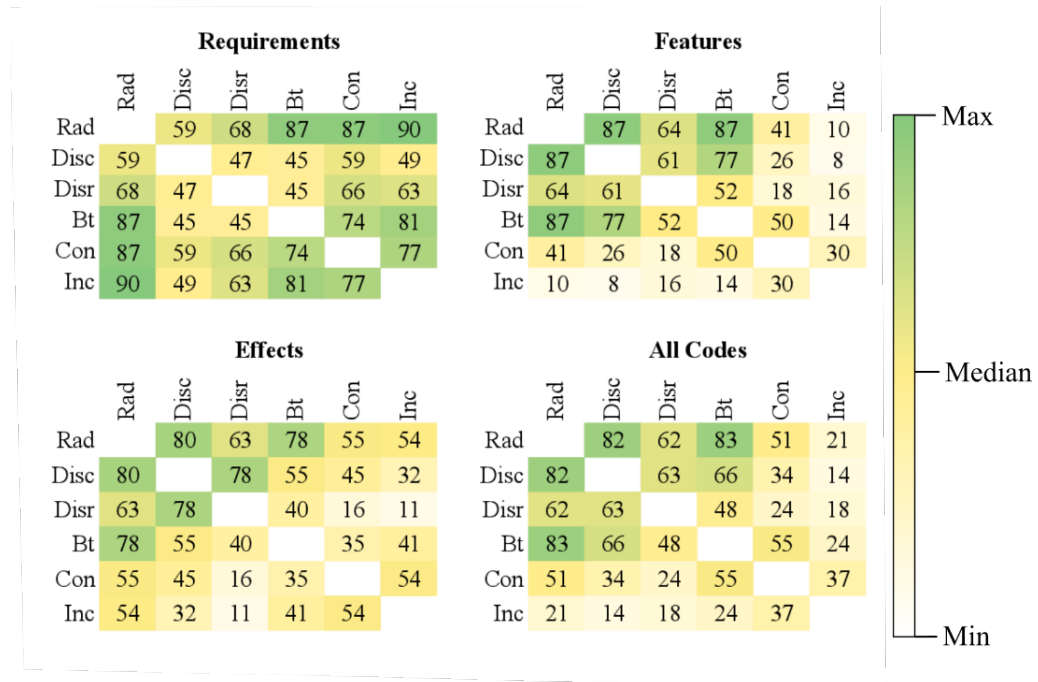 Requirements
Rad Disc Disr Bt Con Inc
Rad 59 68 87 87 90
Disc 59 47 45 59 49
Disr 68 47 45 66 63
Bt 87 45 45 74 81
Con 87 59 66 74 77
Inc 90 49 63 81 77
Features
Rad Disc Disr Bt Con Inc
Rad 87 64 87 41 10
Disc 87 61 77 26 8
Disr 64 61 52 18 16
Bt 87 77 52 50 14
Con 41 26 18 50 30
Inc 10 8 16 14 30
Effects
Rad Disc Disr Bt Con Inc
Rad 80 63 78 55 54
Disc 80 78 55 45 32
Disr 63 78 40 16 11
Bt 78 55 40 35 41
Con 55 45 16 35 54
Inc 54 32 11 41 54
All Codes
Rad Disc Disr Bt Con Inc
Rad 82 62 83 51 21
Disc 82 63 66 34 14
Disr 62 63 48 24 18
Bt 83 66 48 55 24
Con 51 34 24 55 37
Inc 21 14 18 24 37
Max
Median
Min